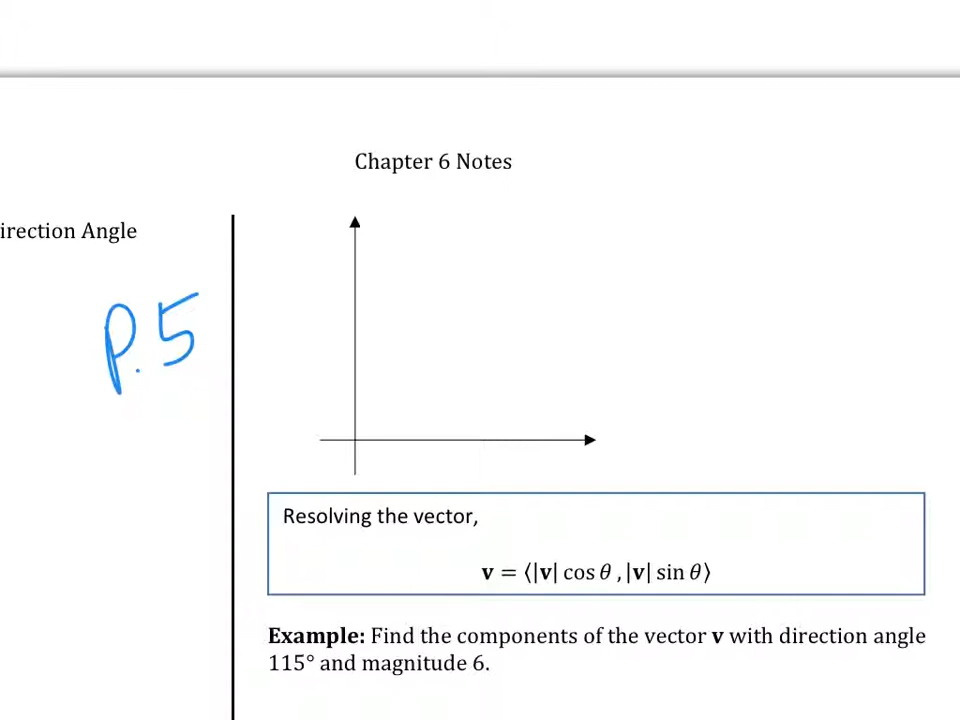 Chapter 6 Notes
irection Angle
p.5
Resolving the vector,
v = ⟨|v| cos θ , |v| sin θ⟩
Example: Find the components of the vector v with direction angle
115° and magnitude 6.